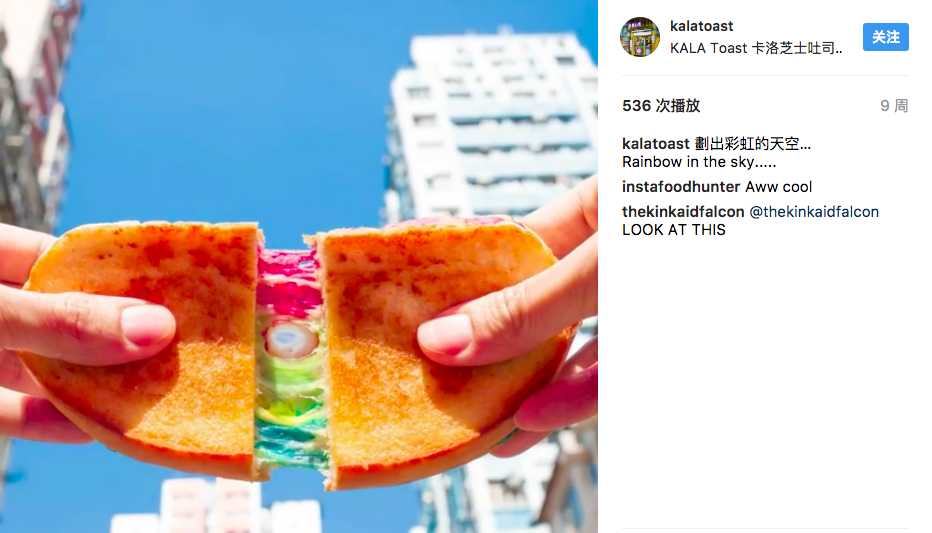 kalatoast
KALA Toast 卡洛芝士吐司..
关注
536 次播放
9 周
kalatoast 劃出彩虹的天空...
Rainbow in the sky.....
instafoodhunter Aww cool
thekinkaidfalcon @thekinkaidfalcon
LOOK AT THIS